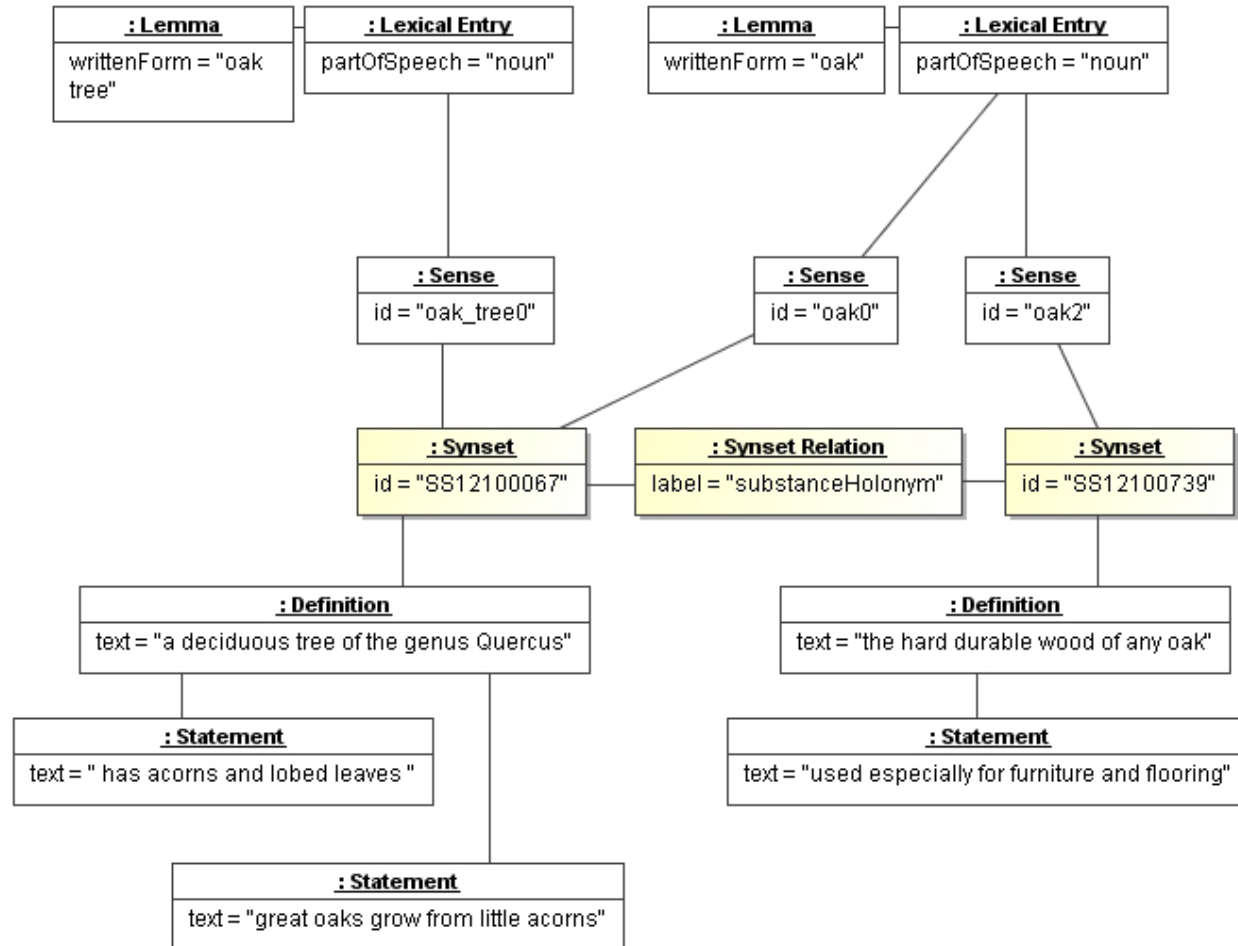 : Lemma
writtenForm = "oak
tree"
: Lexical Entry
partOfSpeech = "noun"
: Lemma
writtenForm = "oak"
: Lexical Entry
partOfSpeech = "noun"
: Sense
id = "oak_tree0"
: Sense
id = "oak0"
: Sense
id = "oak2"
: Synset
id = "SS12100067"
: Synset Relation
label = "substanceHolonym"
: Synset
id = "SS12100739"
: Definition
text = "a deciduous tree of the genus Quercus"
: Definition
text = "the hard durable wood of any oak"
: Statement
text = " has acorns and lobed leaves "
: Statement
text = "used especially for furniture and flooring"
: Statement
text = "great oaks grow from little acorns"